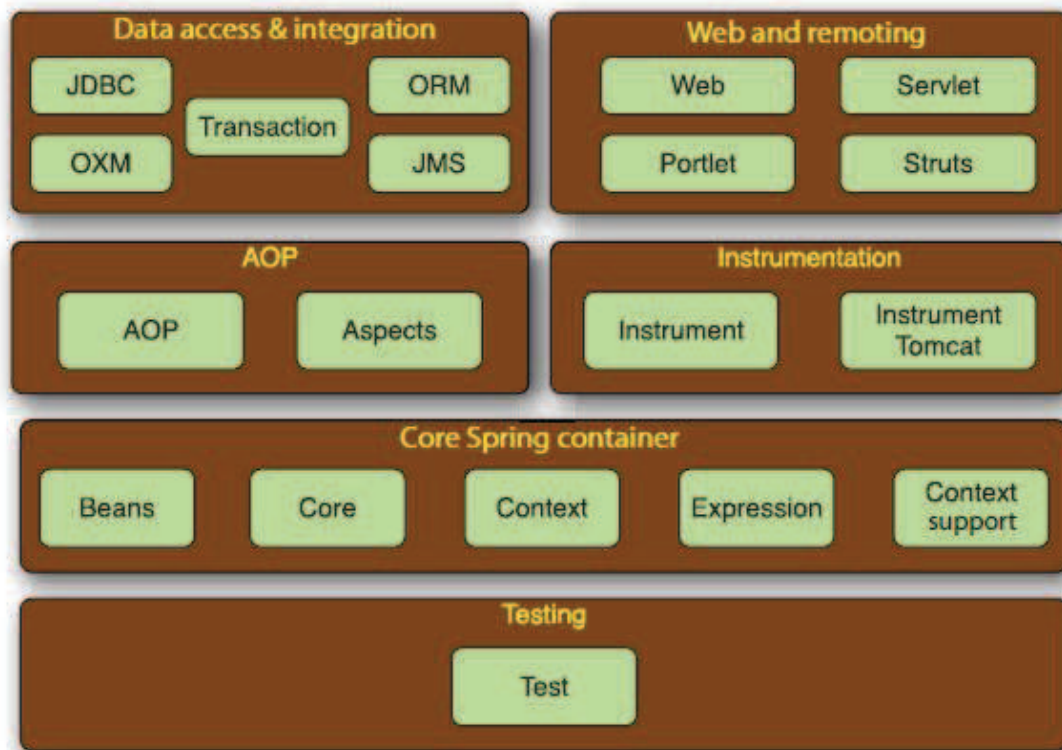 Data access & integration
JDBC
ORM
Transaction
OXM
JMS
Web and remoting
Web
Servlet
Portlet
Struts
AOP
AOP
Aspects
Instrumentation
Instrument
Instrument
Tomcat
Core Spring container
Beans
Core
Context
Expression
Context
support
Testing
Test